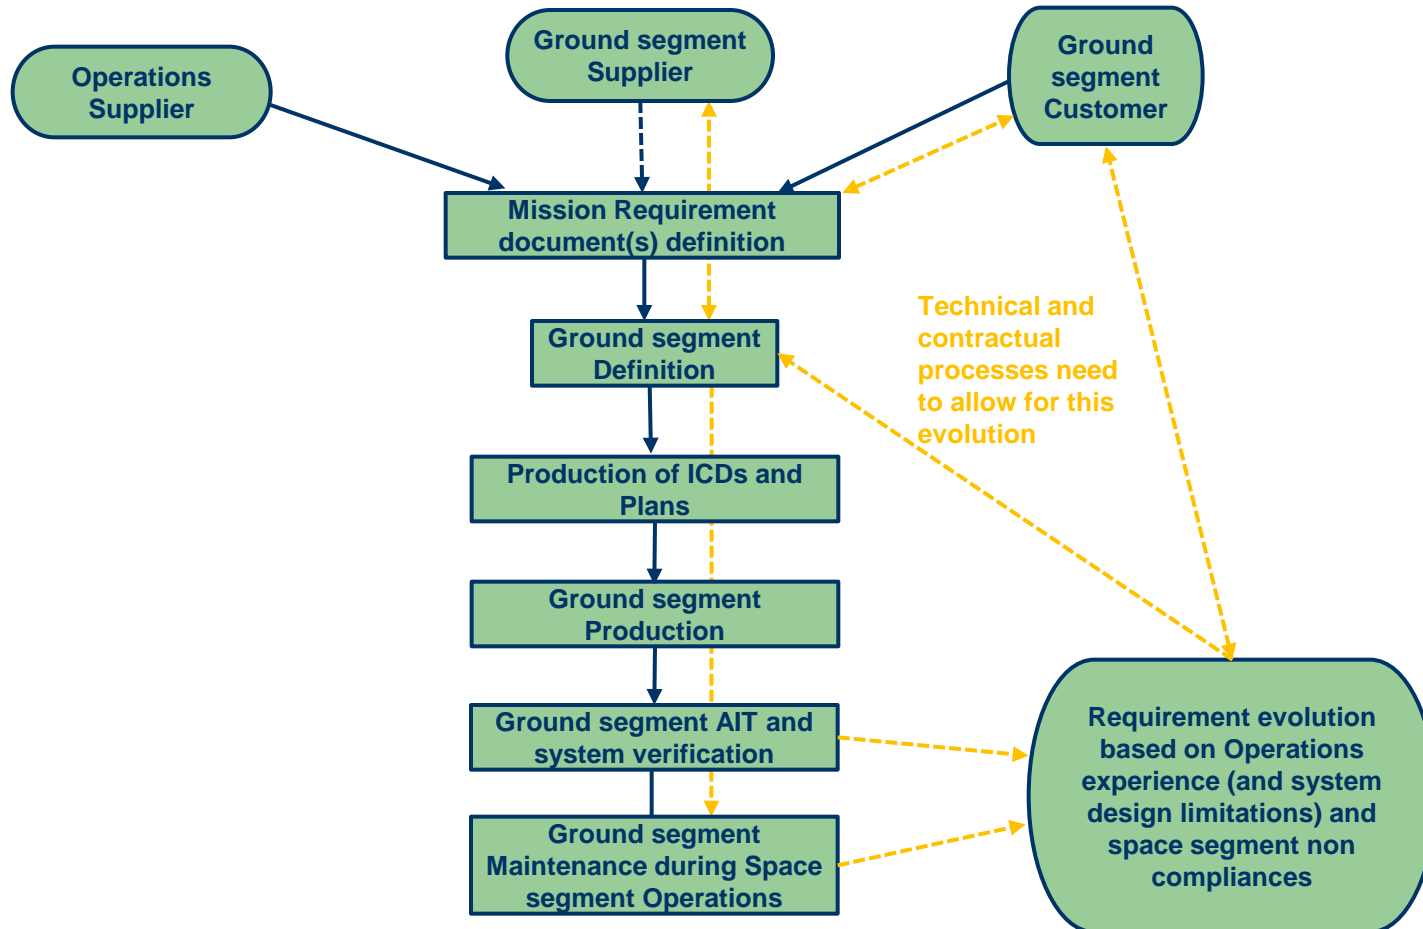 Operations
Supplier
Ground segment
Supplier
Ground
segment
Customer
Mission Requirement
document(s) definition
Ground segment
Definition
Technical and
contractual
processes need
to allow for this
evolution
Production of ICDs and
Plans
Ground segment
Production
Ground segment AIT and
system verification
Ground segment
Maintenance during Space
segment Operations
Requirement evolution
based on Operations
experience (and system
design limitations) and
space segment non
compliances